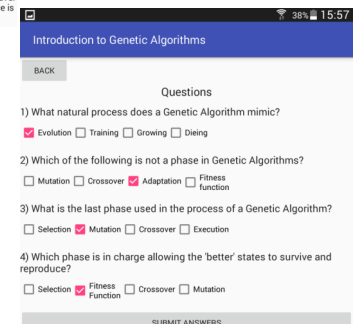 e is
38% 15:57
Introduction to Genetic Algorithms
BACK
Questions
1) What natural process does a Genetic Algorithm mimic?
Evolution Training Growing Dieing
2) Which of the following is not a phase in Genetic Algorithms?
Mutation Crossover Adaptation Fitness
function
3) What is the last phase used in the process of a Genetic Algorithm?
Selection Mutation Crossover Execution
4) Which phase is in charge allowing the 'better' states to survive and
reproduce?
Selection Fitness
Function Crossover Mutation
SUBMIT ANSWERS